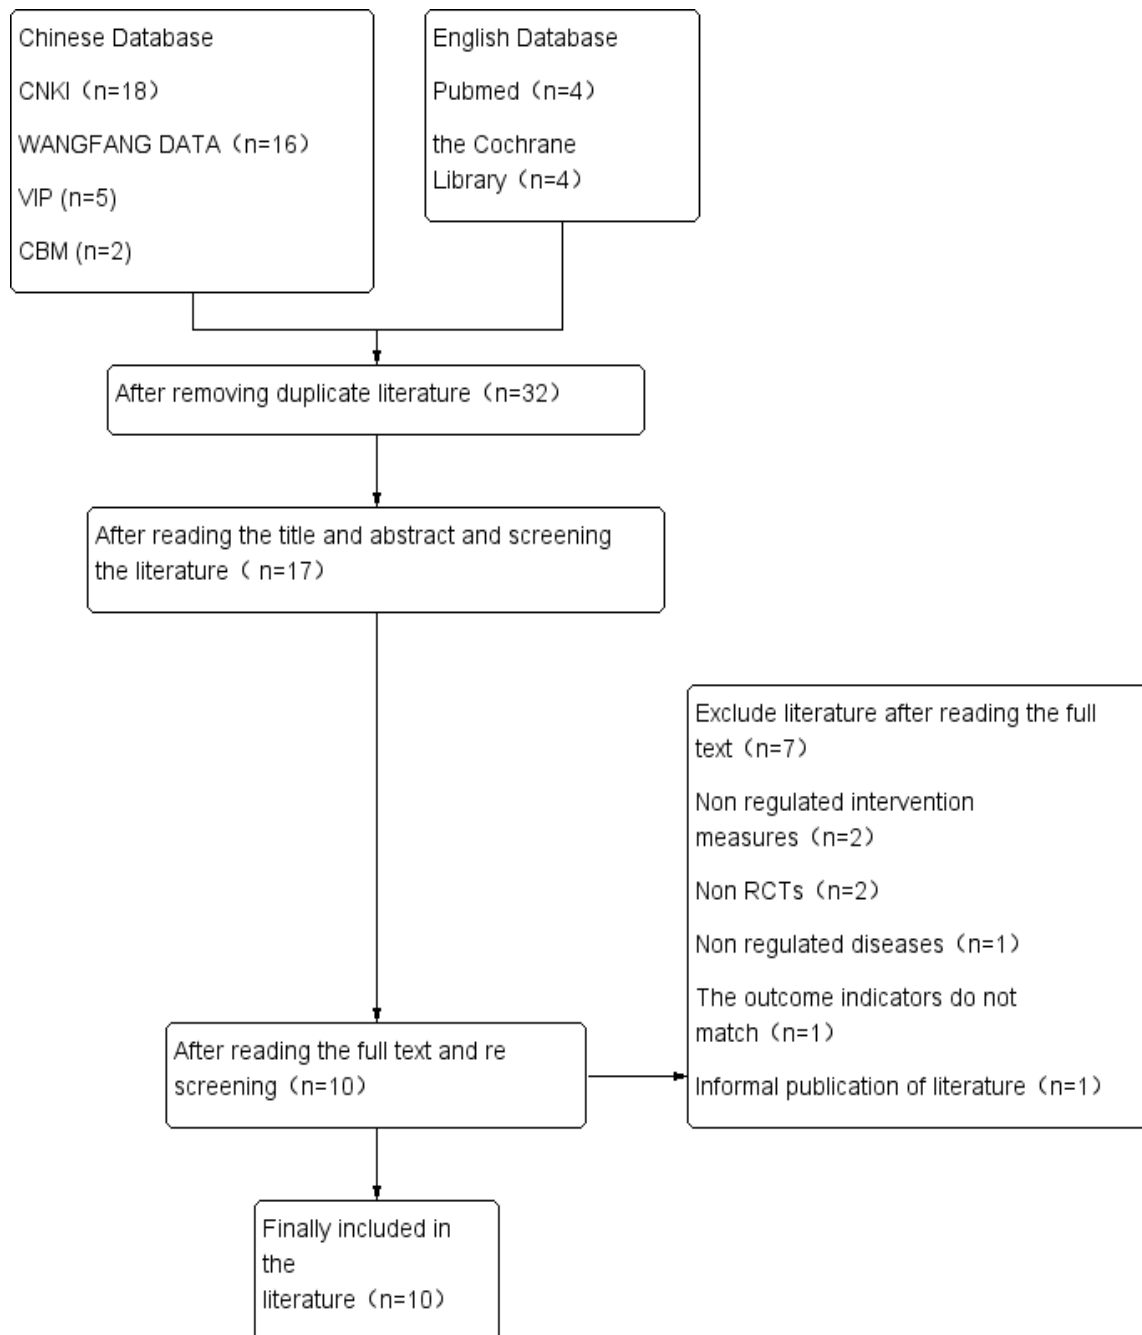 Chinese Database
CNKI（n=18）
WANGFANG DATA（n=16）
VIP (n=5)
CBM (n=2)
English Database
Pubmed（n=4）
the Cochrane
Library（n=4）
After removing duplicate literature（n=32）
After reading the title and abstract and screening
the literature（ n=17）
Exclude literature after reading the full
text（n=7）
Non regulated intervention
measures（n=2）
Non RCTs（n=2）
Non regulated diseases（n=1）
The outcome indicators do not
match（n=1）
Informal publication of literature（n=1）
After reading the full text and re
screening（n=10）
Finally included in
the
literature（n=10）